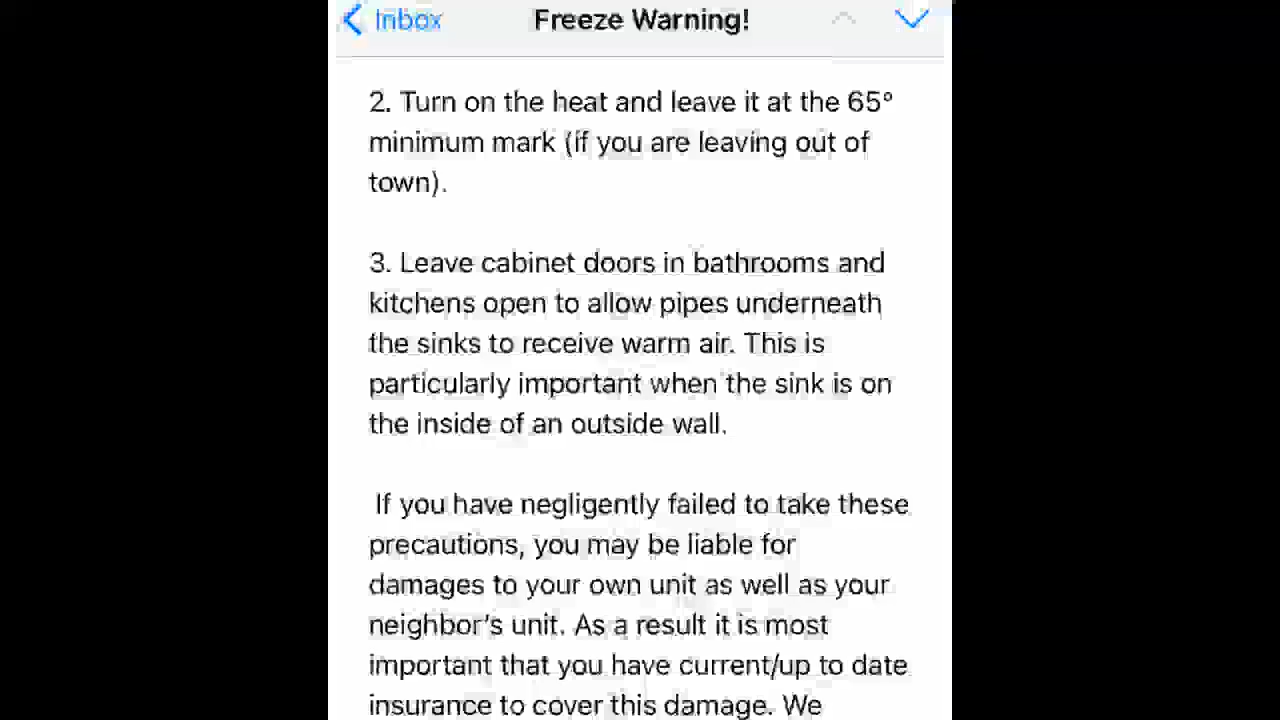 Inbox
Freeze Warning!
2. Turn on the heat and leave it at the 65º
minimum mark (if you are leaving out of
town).
3. Leave cabinet doors in bathrooms and
kitchens open to allow pipes underneath
the sinks to receive warm air. This is
particularly important when the sink is on
the inside of an outside wall.
If you have negligently failed to take these
precautions, you may be liable for
damages to your own unit as well as your
neighbor's unit. As a result it is most
important that you have current/up to date
insurance to cover this damage. We